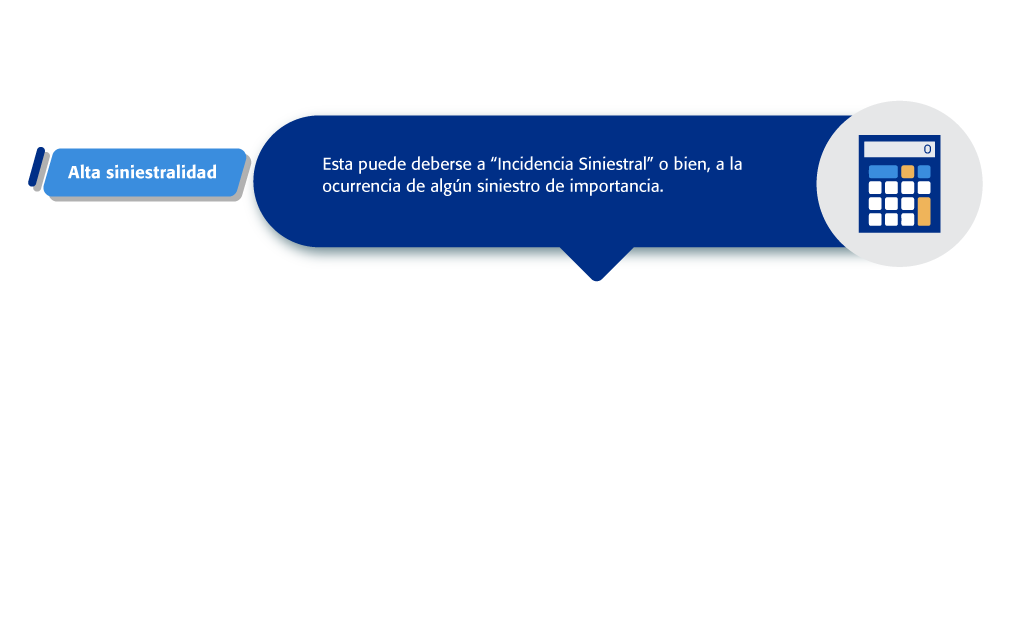 Alta siniestralidad
Esta puede deberse a “Incidencia Siniestral” o bien, a la
ocurrencia de algún siniestro de importancia.
0